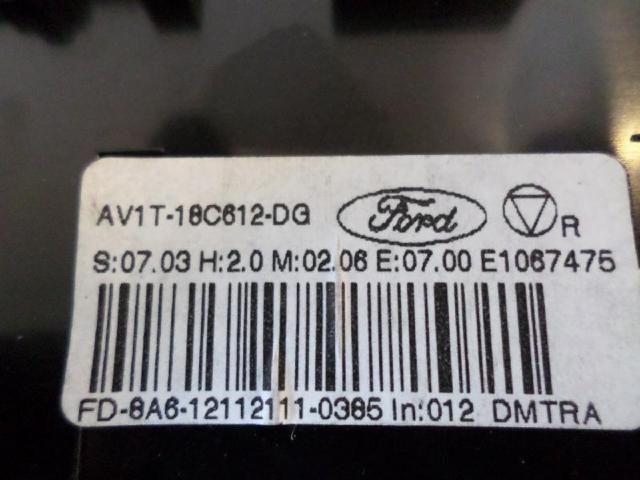 AV1T-18C612-DG Ford R
S:07.03 H:2.0 M:02.06 E:07.00 E1067475
FD-8A6-12112111-0385 In:012 DMTRA